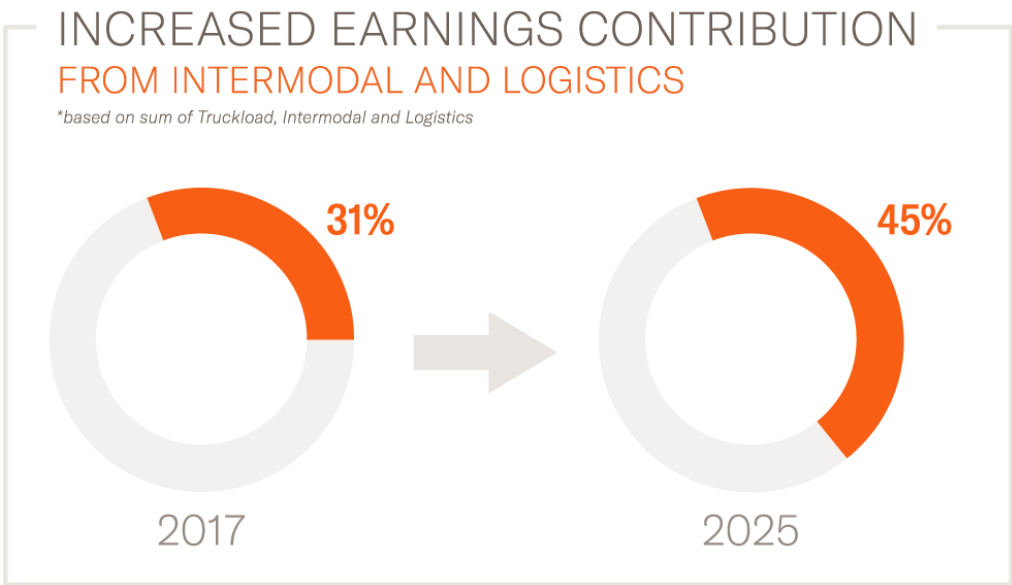 INCREASED EARNINGS CONTRIBUTION
FROM INTERMODAL AND LOGISTICS
*based on sum of Truckload, Intermodal and Logistics
31%
45%
2017
2025